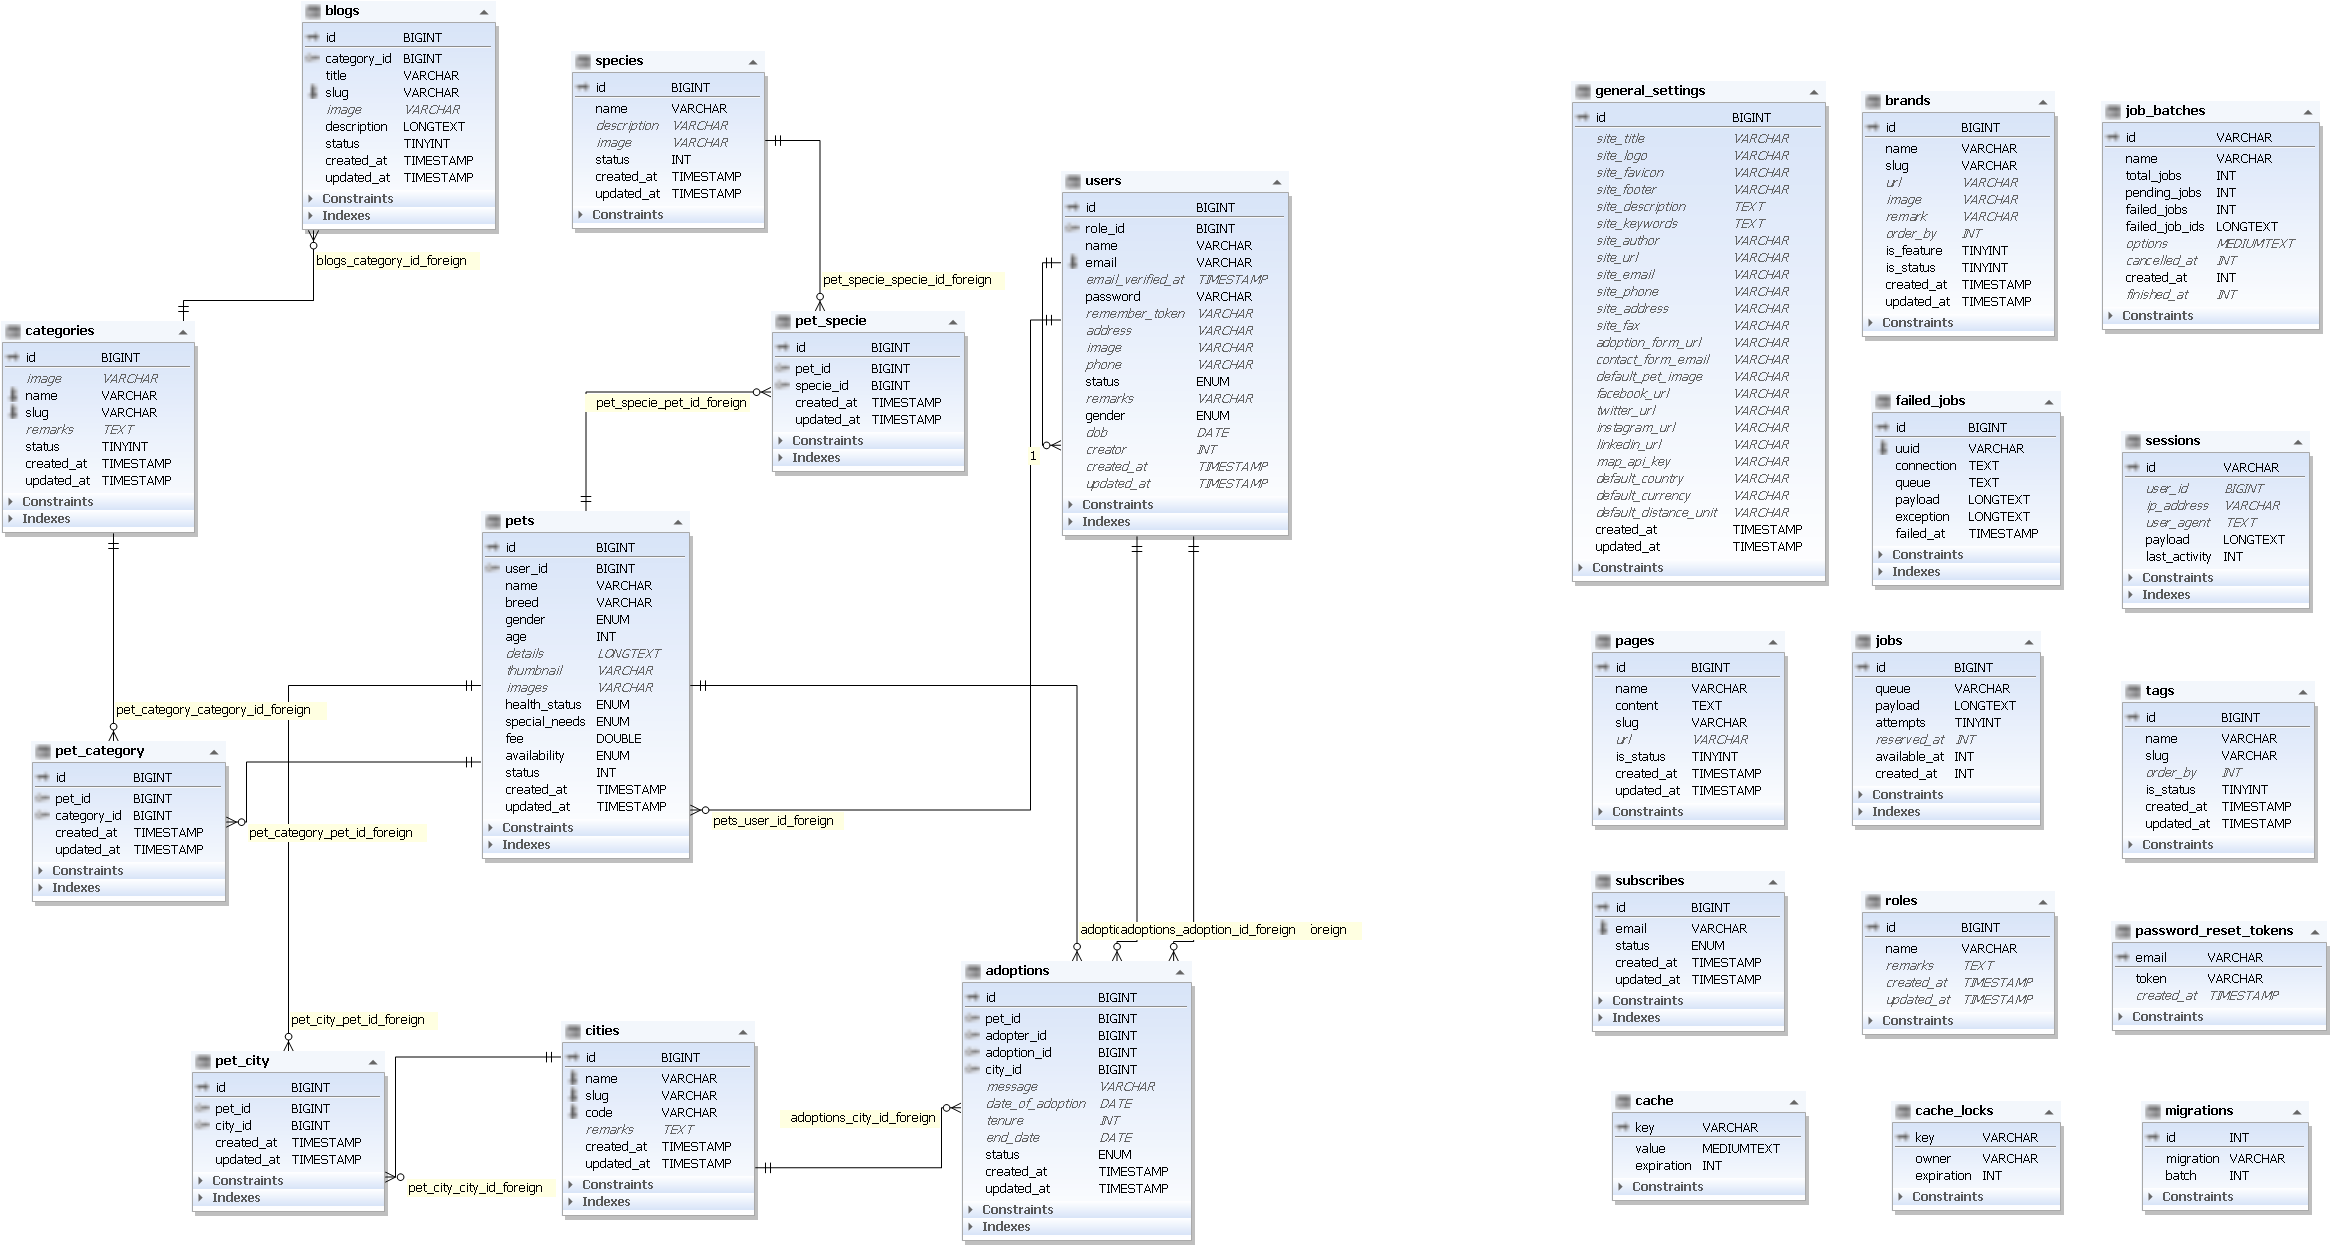 blogs
id BIGINT
category_id BIGINT
title VARCHAR
slug VARCHAR
image VARCHAR
description LONGTEXT
status TINYINT
created_at TIMESTAMP
updated_at TIMESTAMP
Constraints
Indexes
blogs_category_id_foreign
species
id BIGINT
name VARCHAR
description VARCHAR
image VARCHAR
status INT
created_at TIMESTAMP
updated_at TIMESTAMP
Constraints
pet_specie_specie_id_foreign
categories
id BIGINT
image VARCHAR
name VARCHAR
slug VARCHAR
remarks TEXT
status TINYINT
created_at TIMESTAMP
updated_at TIMESTAMP
Constraints
Indexes
pet_specie
id BIGINT
pet_id BIGINT
specie_id BIGINT
created_at TIMESTAMP
updated_at TIMESTAMP
Constraints
Indexes
pet_specie_pet_id_foreign
users
id BIGINT
role_id BIGINT
name VARCHAR
email VARCHAR
email_verified_at TIMESTAMP
password VARCHAR
remember_token VARCHAR
address VARCHAR
image VARCHAR
phone VARCHAR
status ENUM
remarks VARCHAR
gender ENUM
dob DATE
creator INT
created_at TIMESTAMP
updated_at TIMESTAMP
Constraints
Indexes
1
pets
id BIGINT
user_id BIGINT
name VARCHAR
breed VARCHAR
gender ENUM
age INT
details LONGTEXT
thumbnail VARCHAR
images VARCHAR
health_status ENUM
special_needs ENUM
fee DOUBLE
availability ENUM
status INT
created_at TIMESTAMP
updated_at TIMESTAMP
Constraints
Indexes
pets_user_id_foreign
pet_category_category_id_foreign
pet_category
id BIGINT
pet_id BIGINT
category_id BIGINT
created_at TIMESTAMP
updated_at TIMESTAMP
Constraints
Indexes
pet_category_pet_id_foreign
pet_city_pet_id_foreign
pet_city
id BIGINT
pet_id BIGINT
city_id BIGINT
created_at TIMESTAMP
updated_at TIMESTAMP
Constraints
Indexes
pet_city_city_id_foreign
cities
id BIGINT
name VARCHAR
slug VARCHAR
code VARCHAR
remarks TEXT
created_at TIMESTAMP
updated_at TIMESTAMP
Constraints
Indexes
adoptions_city_id_foreign
adoptions_adoption_id_foreign
adoptions
id BIGINT
pet_id BIGINT
adopter_id BIGINT
adoption_id BIGINT
city_id BIGINT
message VARCHAR
date_of_adoption DATE
tenure INT
end_date DATE
status ENUM
created_at TIMESTAMP
updated_at TIMESTAMP
Constraints
Indexes
general_settings
id BIGINT
site_title VARCHAR
site_logo VARCHAR
site_favicon VARCHAR
site_footer VARCHAR
site_description TEXT
site_keywords TEXT
site_author VARCHAR
site_url VARCHAR
site_email VARCHAR
site_phone VARCHAR
site_address VARCHAR
site_fax VARCHAR
adoption_form_url VARCHAR
contact_form_email VARCHAR
default_pet_image VARCHAR
facebook_url VARCHAR
twitter_url VARCHAR
instagram_url VARCHAR
linkedin_url VARCHAR
map_api_key VARCHAR
default_country VARCHAR
default_currency VARCHAR
default_distance_unit VARCHAR
created_at TIMESTAMP
updated_at TIMESTAMP
Constraints
brands
id BIGINT
name VARCHAR
slug VARCHAR
url VARCHAR
image VARCHAR
remark VARCHAR
order_by INT
is_feature TINYINT
is_status TINYINT
created_at TIMESTAMP
updated_at TIMESTAMP
Constraints
job_batches
id VARCHAR
name VARCHAR
total_jobs INT
pending_jobs INT
failed_jobs INT
failed_job_ids LONGTEXT
options MEDIUMTEXT
cancelled_at INT
created_at INT
finished_at INT
Constraints
failed_jobs
id BIGINT
uuid VARCHAR
connection TEXT
queue TEXT
payload LONGTEXT
exception LONGTEXT
failed_at TIMESTAMP
Constraints
Indexes
sessions
id VARCHAR
user_id BIGINT
ip_address VARCHAR
user_agent TEXT
payload LONGTEXT
last_activity INT
Constraints
Indexes
pages
id BIGINT
name VARCHAR
content TEXT
slug VARCHAR
url VARCHAR
is_status TINYINT
created_at TIMESTAMP
updated_at TIMESTAMP
Constraints
jobs
id BIGINT
queue VARCHAR
payload LONGTEXT
attempts TINYINT
reserved_at INT
available_at INT
created_at INT
Constraints
Indexes
tags
id BIGINT
name VARCHAR
slug VARCHAR
order_by INT
is_status TINYINT
created_at TIMESTAMP
updated_at TIMESTAMP
Constraints
subscribes
id BIGINT
email VARCHAR
status ENUM
created_at TIMESTAMP
updated_at TIMESTAMP
Constraints
Indexes
roles
id BIGINT
name VARCHAR
remarks TEXT
created_at TIMESTAMP
updated_at TIMESTAMP
Constraints
password_reset_tokens
email VARCHAR
token VARCHAR
created_at TIMESTAMP
Constraints
cache
key VARCHAR
value MEDIUMTEXT
expiration INT
Constraints
cache_locks
key VARCHAR
owner VARCHAR
expiration INT
Constraints
migrations
id INT
migration VARCHAR
batch INT
Constraints